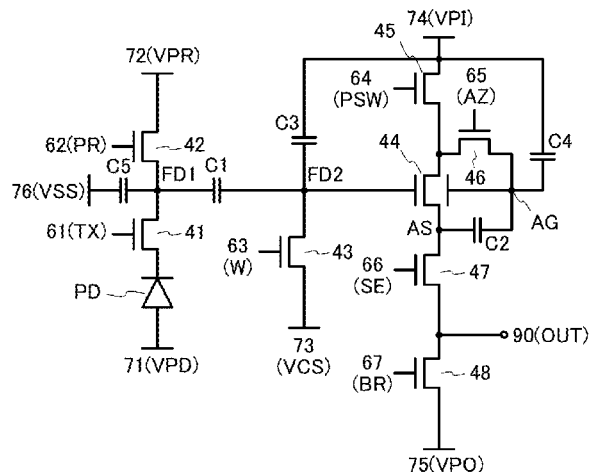 74(VPI)
45
72(VPR)
64
(PSW)
65
(AZ)
62(PR)
42
C3
44
46
C4
C5
FD1
C1
FD2
76(VSS)
AS
C2
AG
61(TX)
41
63
(W)
43
66
(SE)
47
PD
71(VPD)
73
(VCS)
90(OUT)
67
(BR)
48
75(VPO)